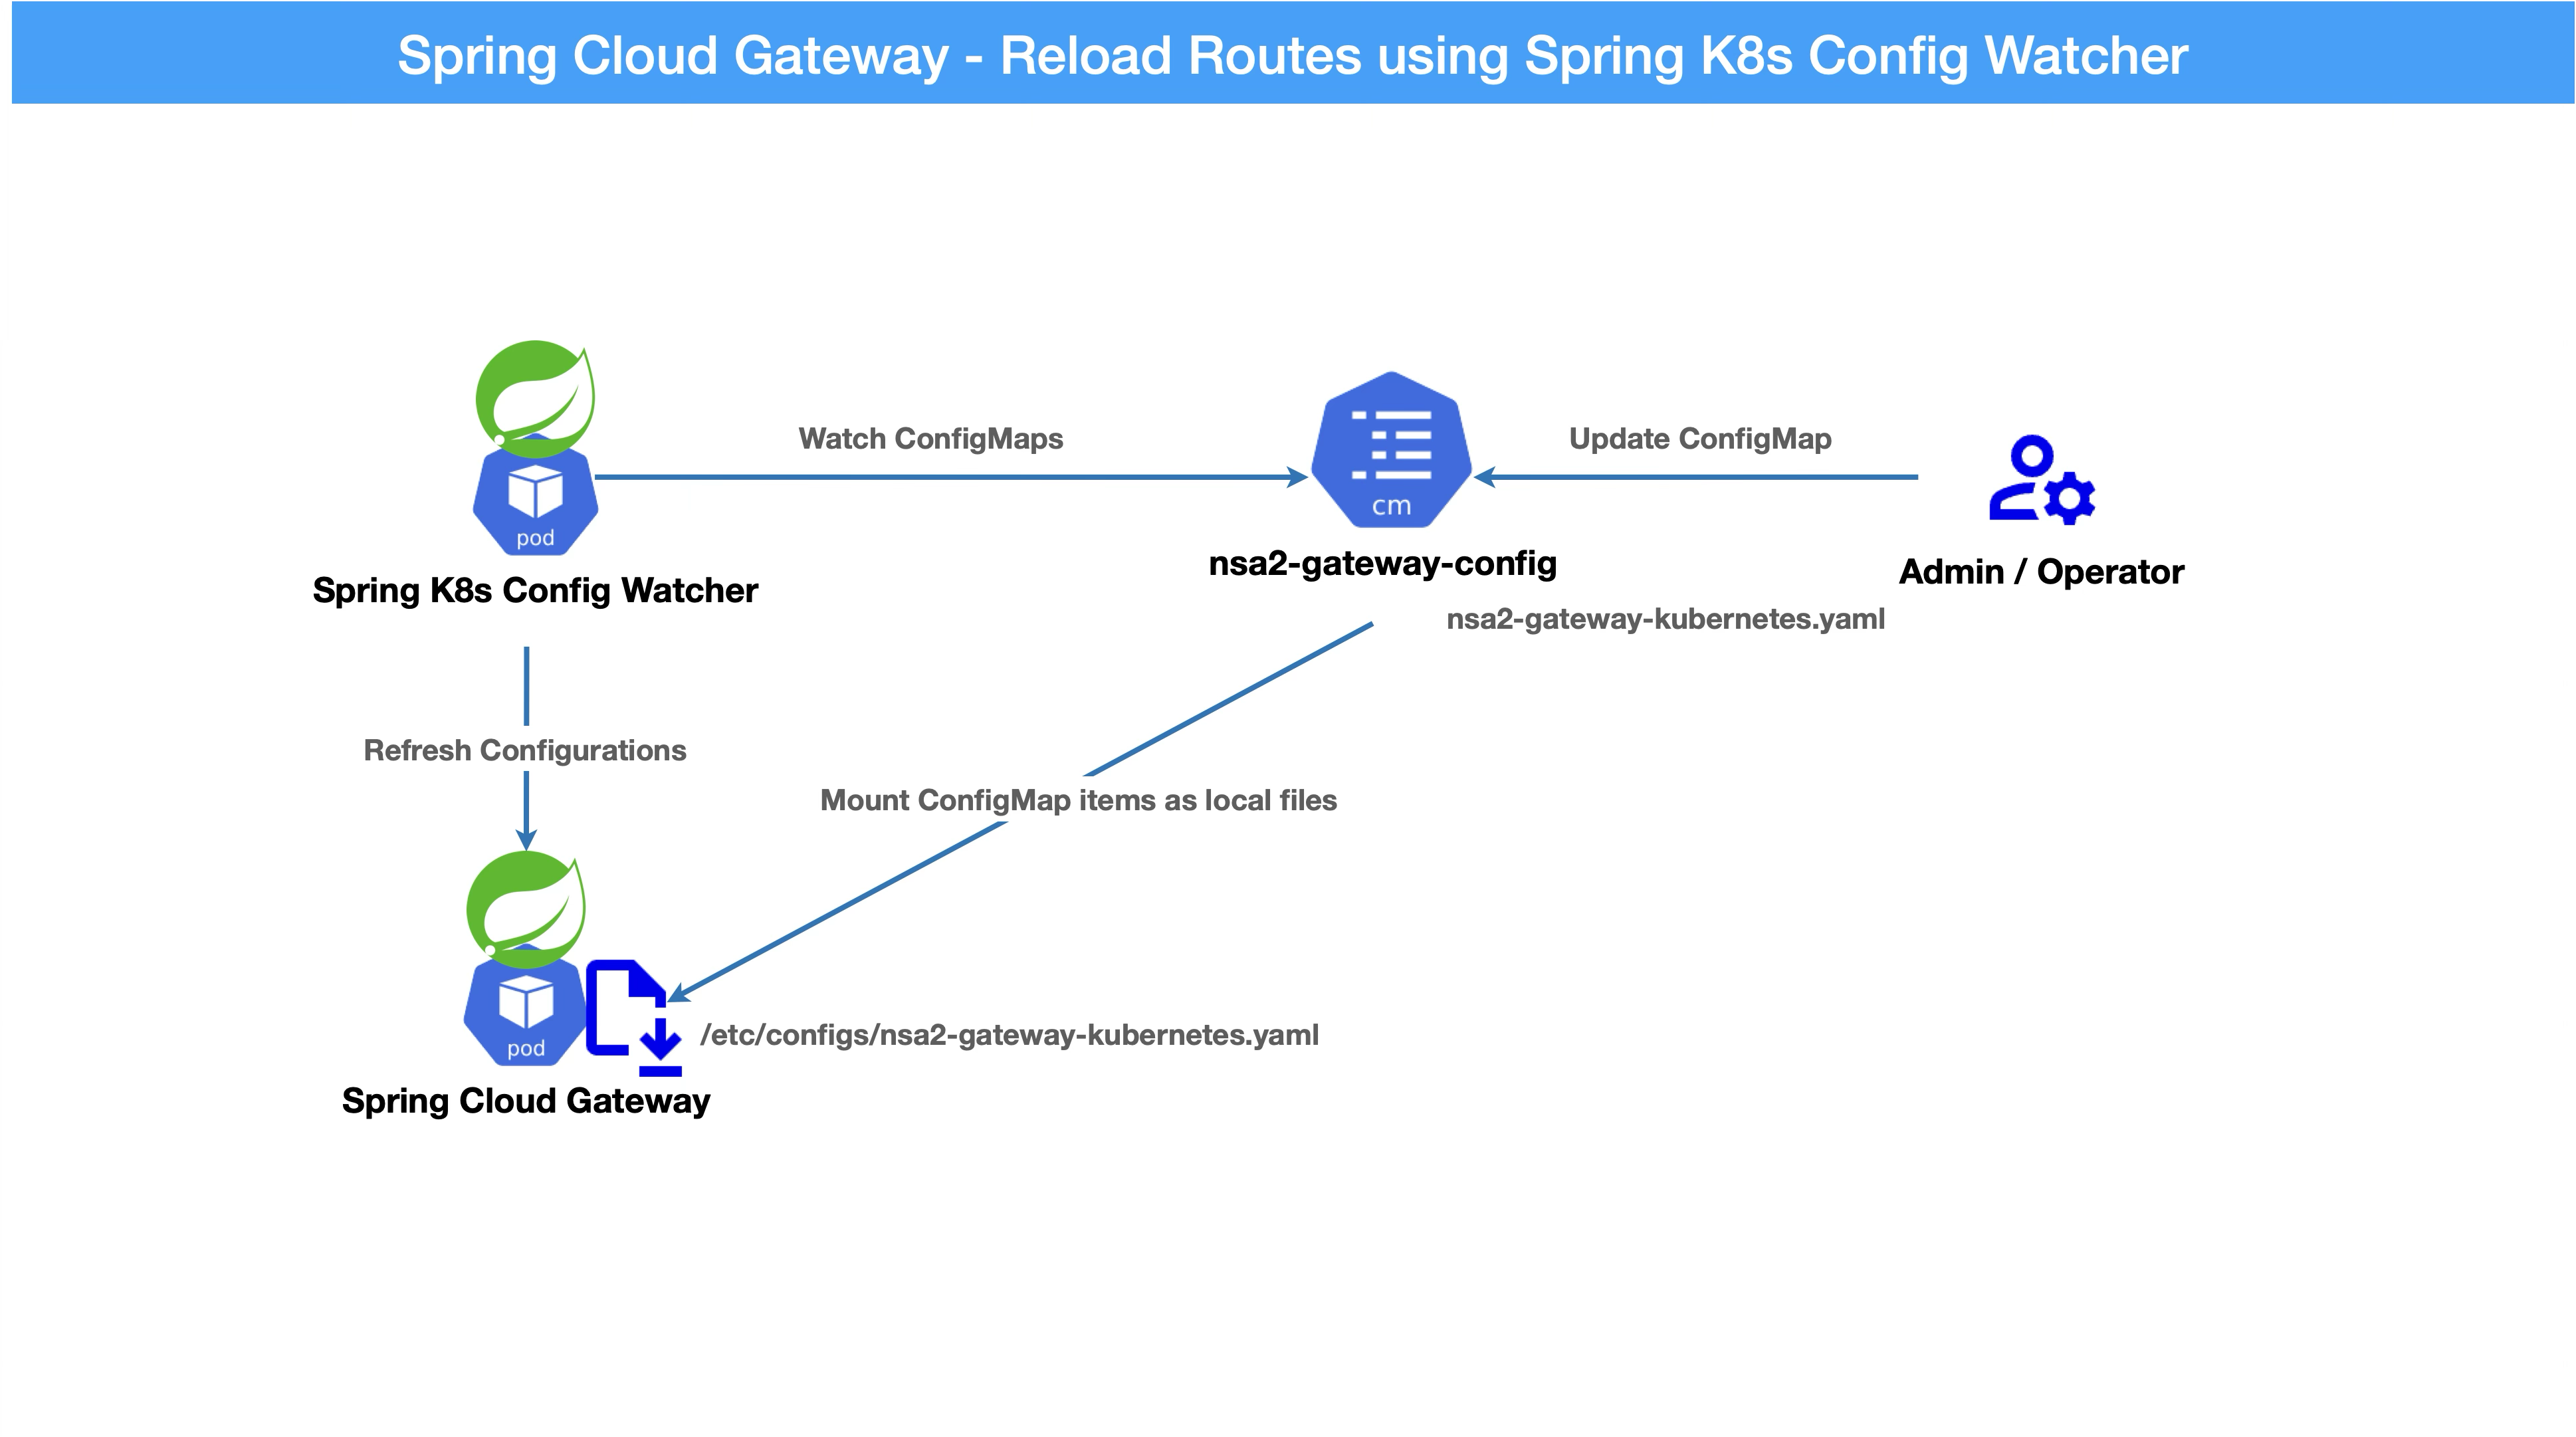 Spring Cloud Gateway - Reload Routes using Spring K8s Config Watcher
Watch ConfigMaps
Update ConfigMap
pod
cm
Spring K8s Config Watcher
nsa2-gateway-config
Admin / Operator
nsa2-gateway-kubernetes.yaml
Refresh Configurations
Mount ConfigMap items as local files
pod
/etc/configs/nsa2-gateway-kubernetes.yaml
Spring Cloud Gateway